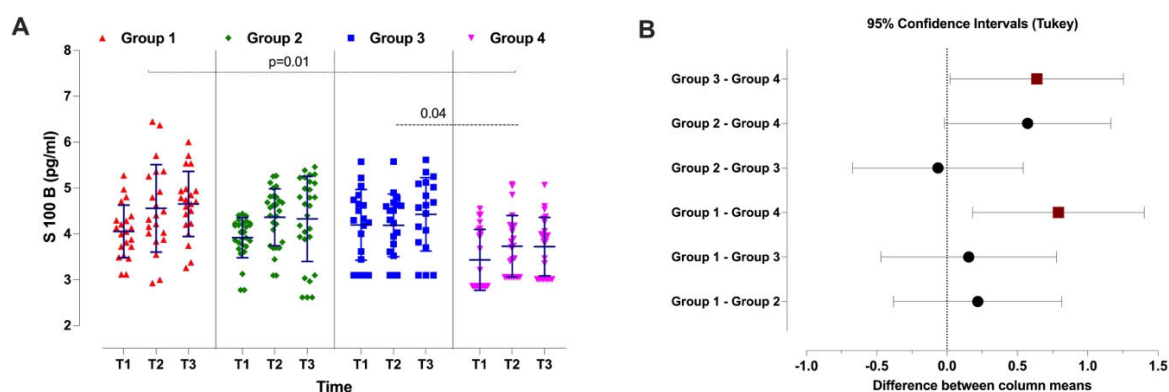 A
Group 1 Group 2 Group 3 Group 4
8
7
6
5
4
3
2
S 100 B (pg/ml)
p=0.01
0.04
T1 T2 T3 T1 T2 T3 T1 T2 T3 T1 T2 T3
Time
B
95% Confidence Intervals (Tukey)
Group 3 - Group 4
Group 2 - Group 4
Group 2 - Group 3
Group 1 - Group 4
Group 1 - Group 3
Group 1 - Group 2
-1.0 -0.5 0.0 0.5 1.0 1.5
Difference between column means